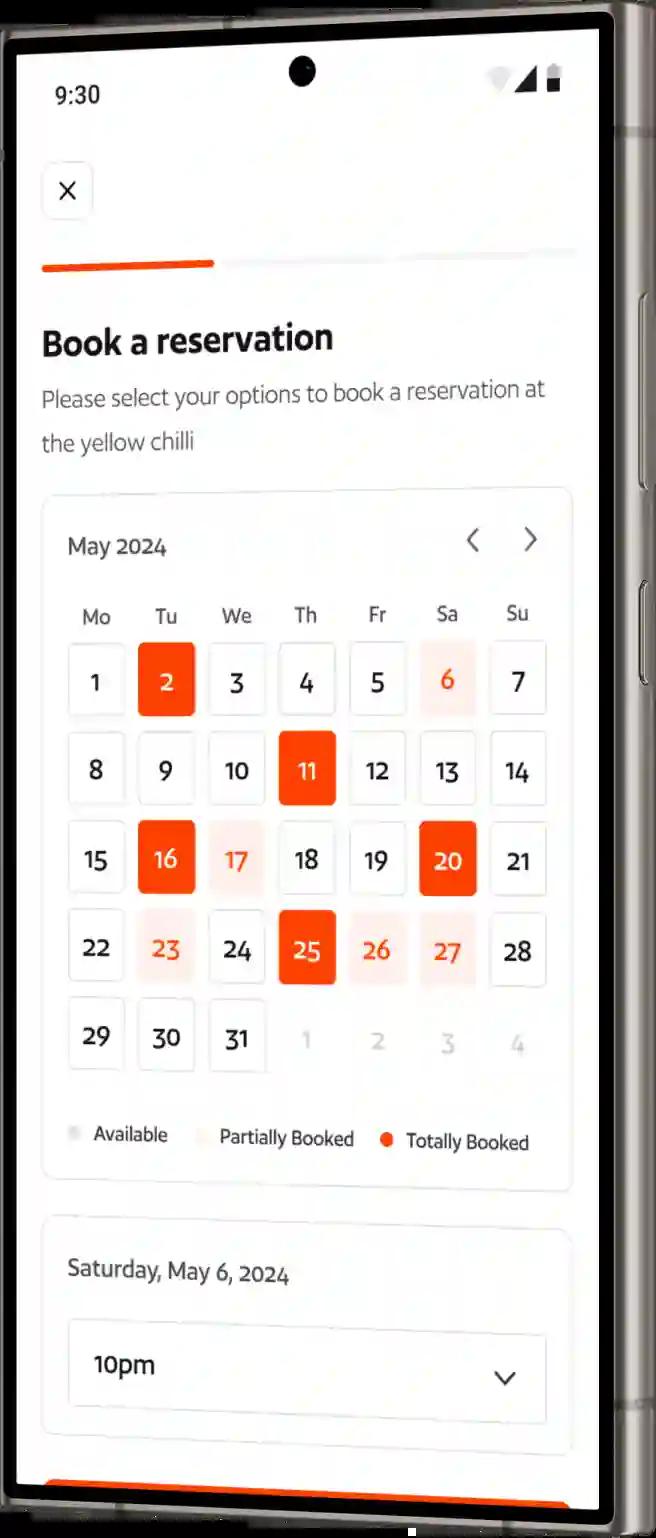 9:30
Book a reservation
Please select your options to book a reservation at
the yellow chilli
May 2024
Mo Tu We Th Fr Sa Su
1 2 3 4 5 6 7
8 9 10 11 12 13 14
15 16 17 18 19 20 21
22 23 24 25 26 27 28
29 30 31 1 2 3 4
Available Partially Booked Totally Booked
Saturday, May 6, 2024
10pm